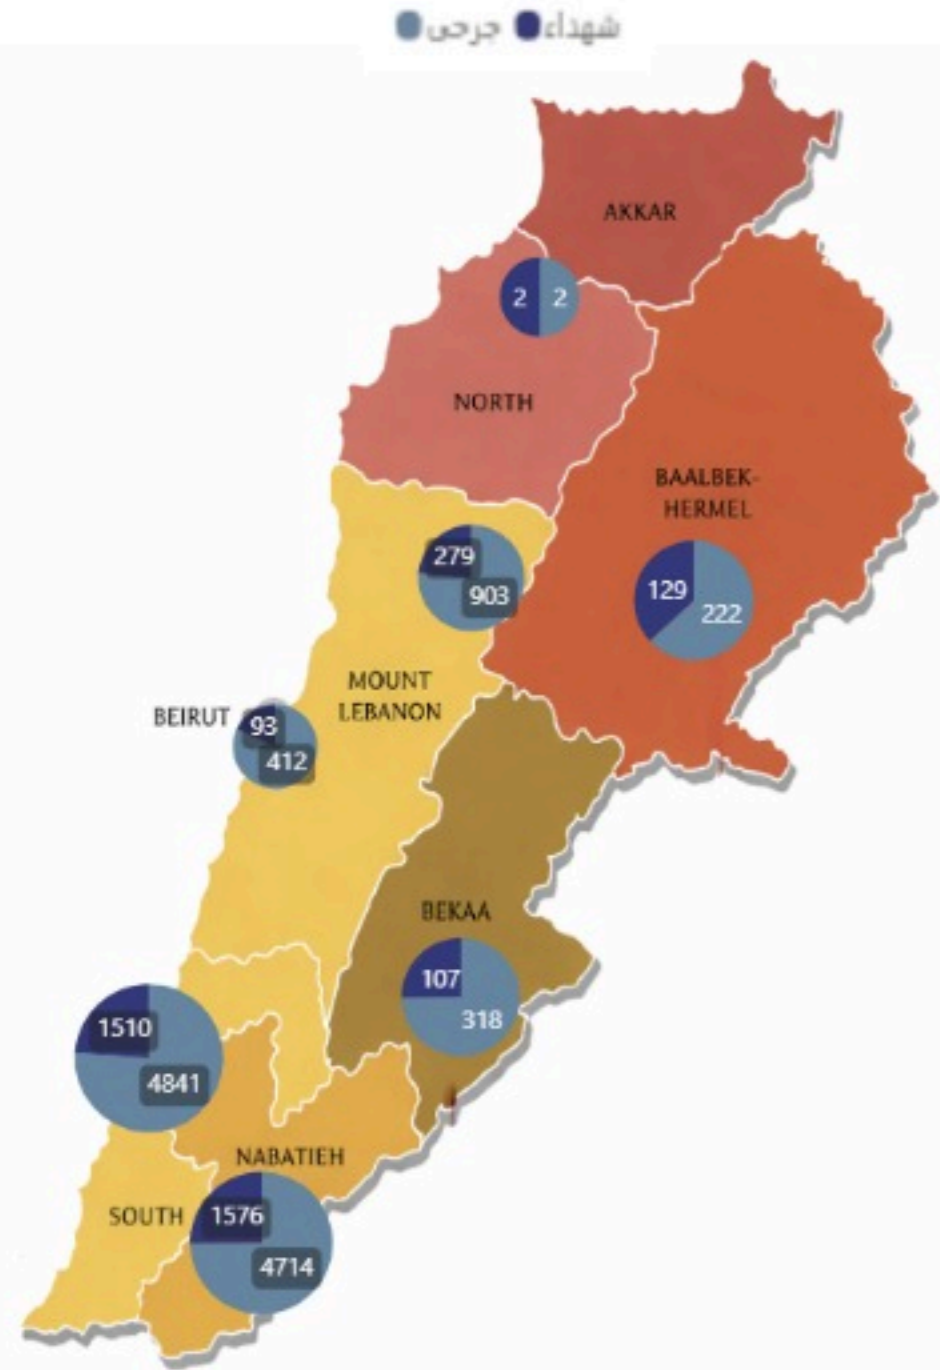 شهداء جرحى
AKKAR
2 2
NORTH
BAALBEK-
HERMEL
279
903
129
222
MOUNT
LEBANON
BEIRUT
93
412
BEKAA
107
318
1510
4841
NABATIEH
SOUTH
1576
4714